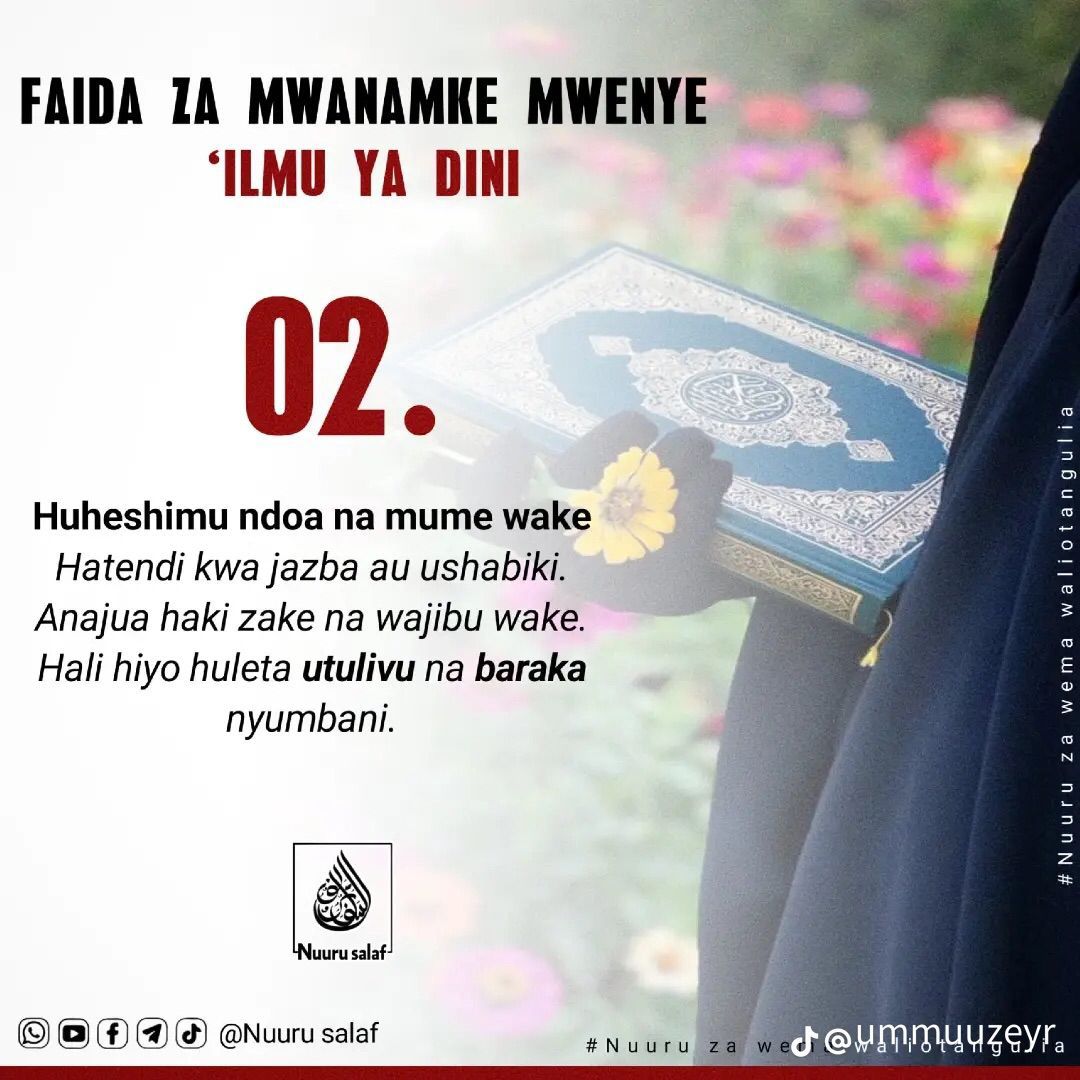 FAIDA ZA MWANAMKE MWENYE
‘ILMU YA DINI
02.
Huheshimu ndoa na mume wake
Hatendi kwa jazba au ushabiki.
Anajua haki zake na wajibu wake.
Hali hiyo huleta utulivu na baraka
nyumbani.
Nuuru salaf
@Nuuru salaf
#Nuuru za wema waliotangulia
@ummuuzeyr
#Nuuru za wema waliotangulia